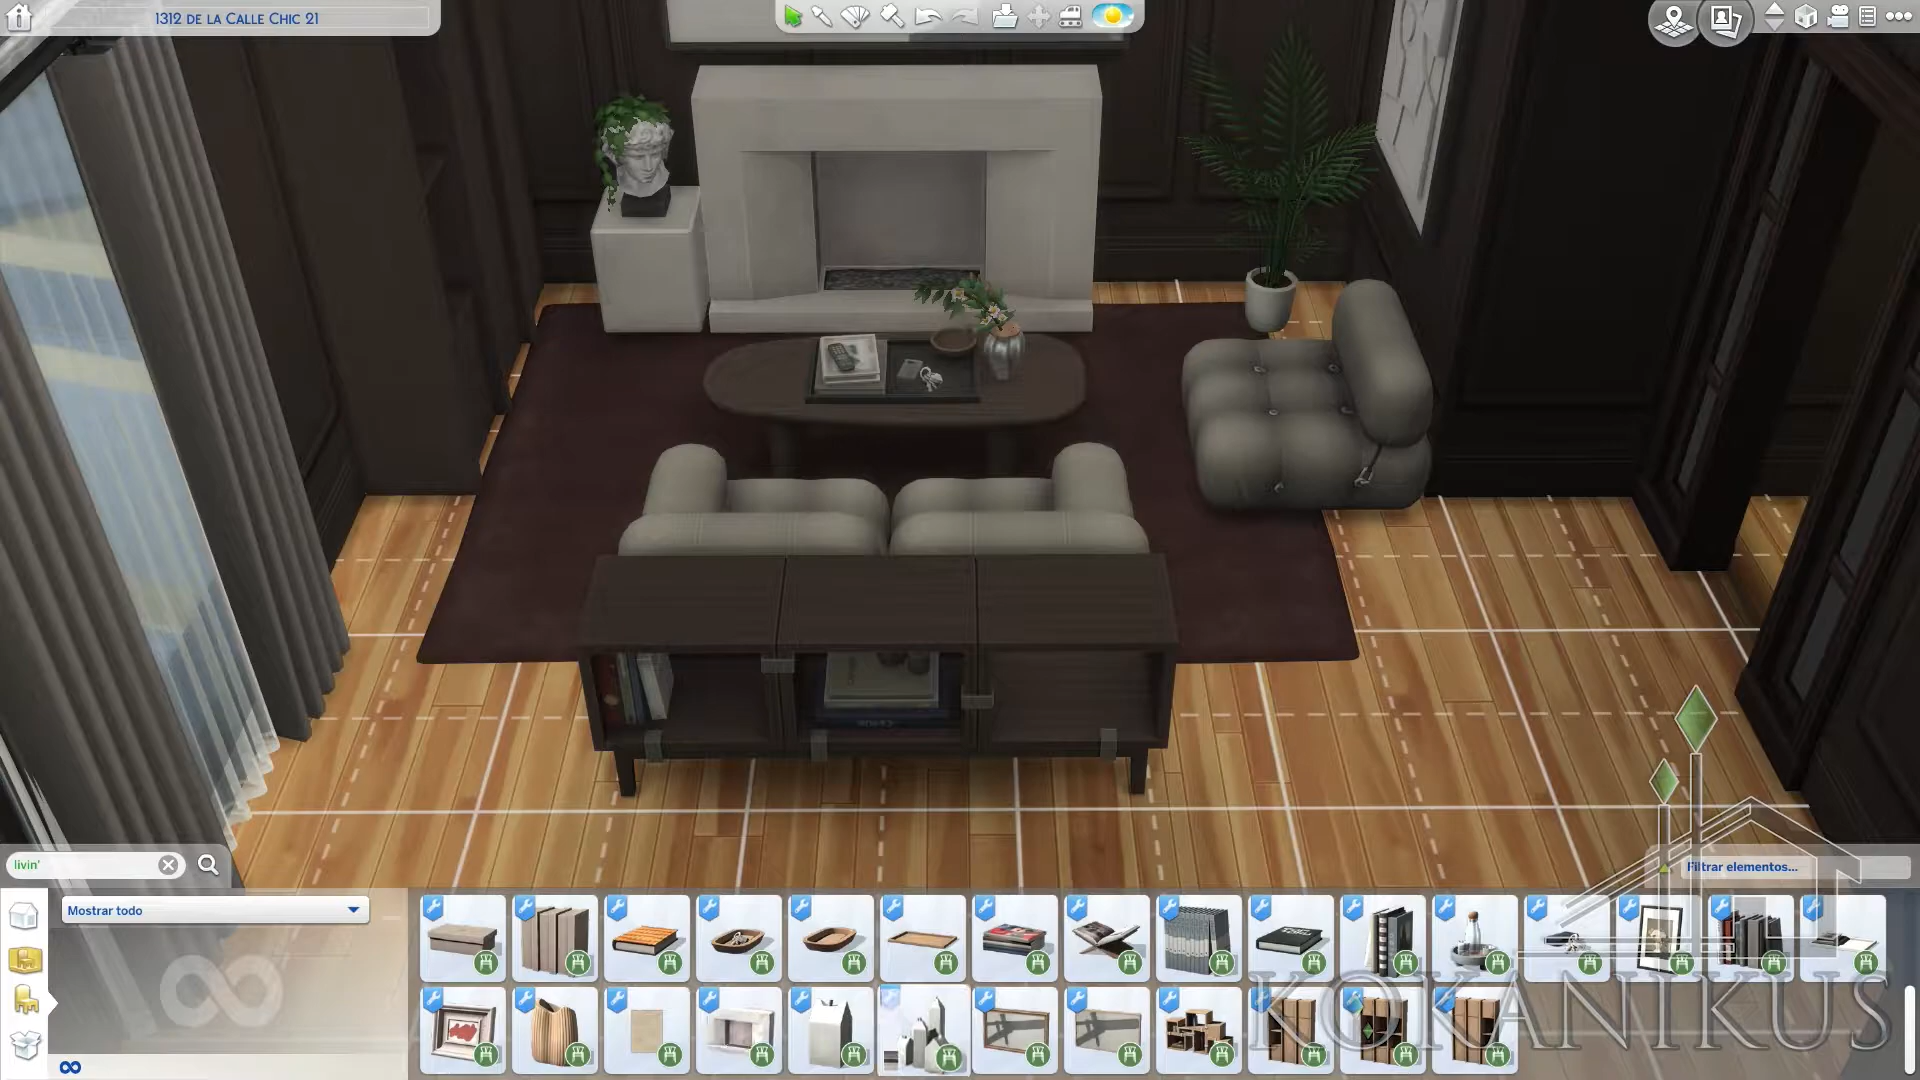 1312 DE LA CALLE CHIC 21
livin'
Filtrar elementos...
Mostrar todo
KOKANIKUS